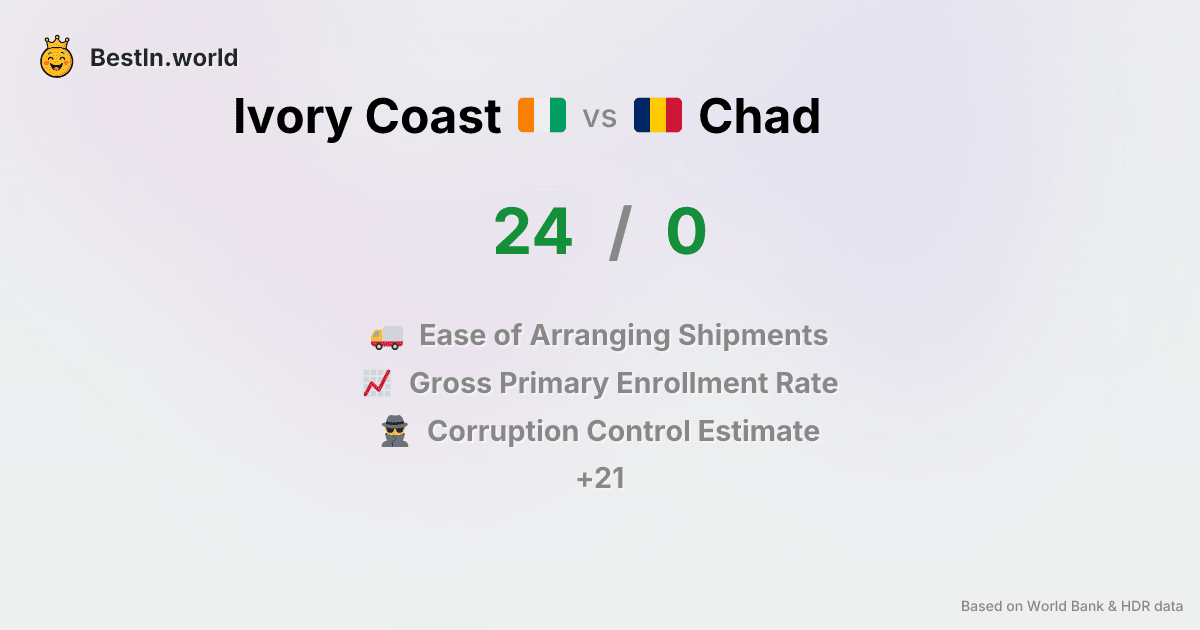 BestIn.world
Ivory Coast vs Chad
24 / 0
Ease of Arranging Shipments
Gross Primary Enrollment Rate
Corruption Control Estimate
+21
Based on World Bank & HDR data